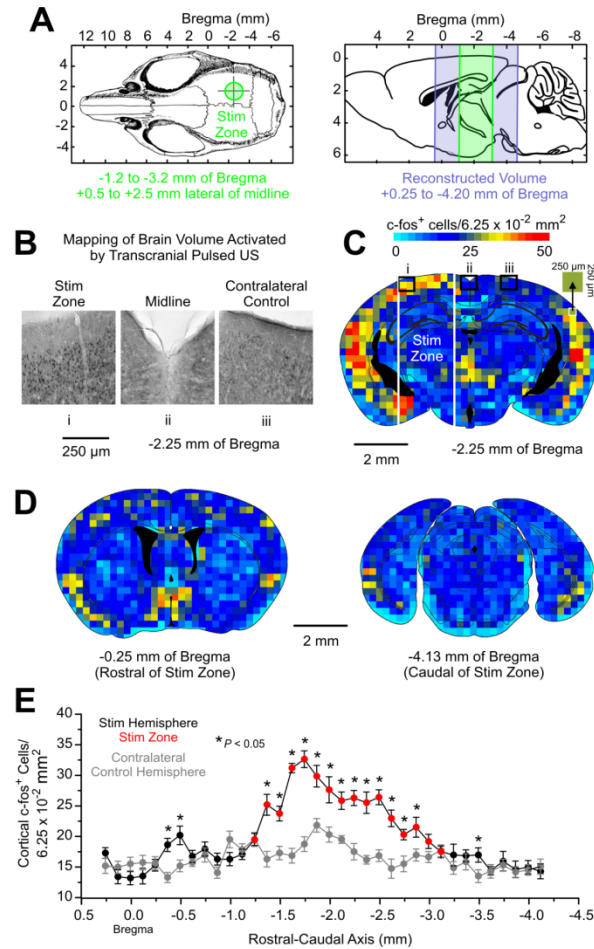 A
Bregma (mm)
12 10 8 6 4 2 0 -2 -4 -6
4
2
0
-2
-4
Stim
Zone
-1.2 to -3.2 mm of Bregma
+0.5 to +2.5 mm lateral of midline
Bregma (mm)
4 2 0 -2 -4 -6 -8
0
2
4
6
Reconstructed Volume
+0.25 to -4.20 mm of Bregma
B
Mapping of Brain Volume Activated
by Transcranial Pulsed US
Stim
Zone
Midline
Contralateral
Control
i
ii
iii
250 µm
-2.25 mm of Bregma
C
c-fos+ cells/6.25 x 10-2 mm2
0 25 50
i
ii
iii
250 µm
250 µm
Stim
Zone
2 mm
-2.25 mm of Bregma
D
-0.25 mm of Bregma
(Rostral of Stim Zone)
2 mm
-4.13 mm of Bregma
(Caudal of Stim Zone)
E
Cortical c-fos+ Cells/
6.25 x 10-2 mm2
40
35
30
25
20
15
10
Stim Hemisphere
Stim Zone
Contralateral
Control Hemisphere
* P < 0.05
* * * * * * * * * * * * * * * * *
0.5 0.0 -0.5 -1.0 -1.5 -2.0 -2.5 -3.0 -3.5 -4.0 -4.5
Bregma
Rostral-Caudal Axis (mm)